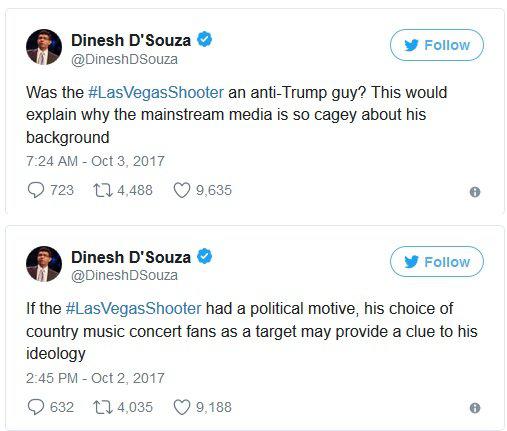 Dinesh D'Souza
@DineshDSouza
Follow
Was the #LasVegasShooter an anti-Trump guy? This would
explain why the mainstream media is so cagey about his
background
7:24 AM - Oct 3, 2017
723 4,488 9,635
Dinesh D'Souza
@DineshDSouza
Follow
If the #LasVegasShooter had a political motive, his choice of
country music concert fans as a target may provide a clue to his
ideology
2:45 PM - Oct 2, 2017
632 4,035 9,188